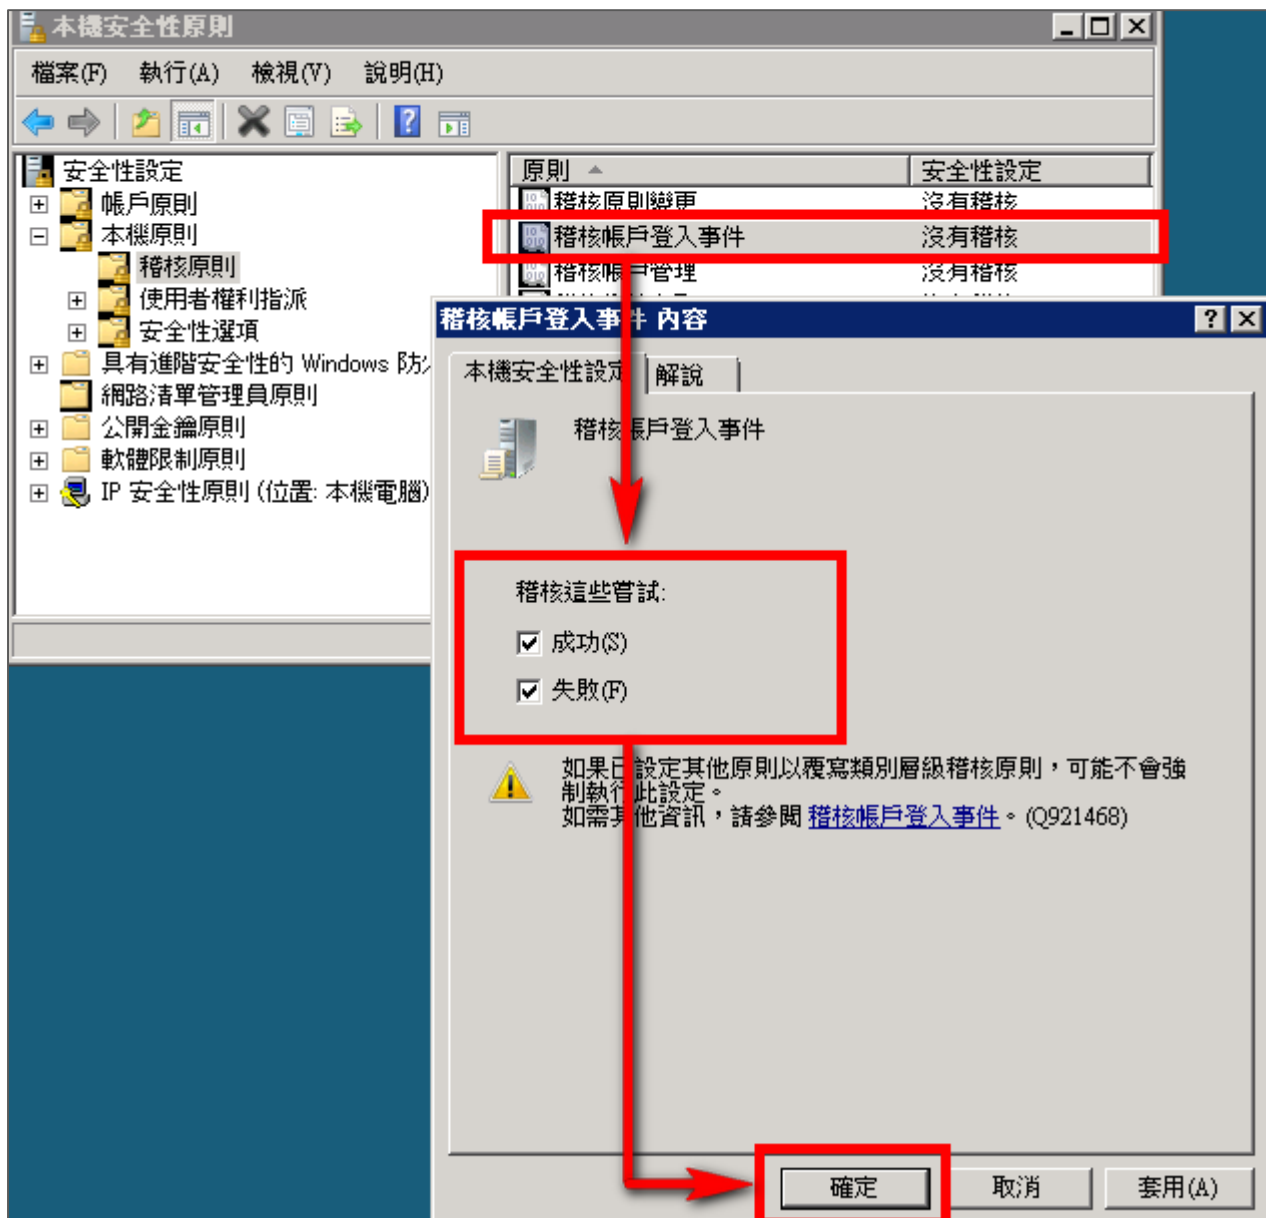 本機安全性原則
檔案(F) 執行(A) 檢視(V) 說明(H)
安全性設定
帳戶原則
本機原則
稽核原則
使用者權利指派
安全性選項
具有進階安全性的 Windows 防
網路清單管理員原則
公開金鑰原則
軟體限制原則
IP 安全性原則 (位置: 本機電腦)
原則 安全性設定
稽核原則變更 沒有稽核
稽核帳戶登入事件 沒有稽核
稽核帳戶管理 沒有稽核
稽核帳戶登入事件 內容
本機安全性設定 解說
稽核帳戶登入事件
稽核這些嘗試:
成功(S)
失敗(F)
如果已設定其他原則以覆寫類別層級稽核原則，可能不會強
制執行此設定。
如需其他資訊，請參閱 稽核帳戶登入事件。(Q921468)
確定 取消 套用(A)